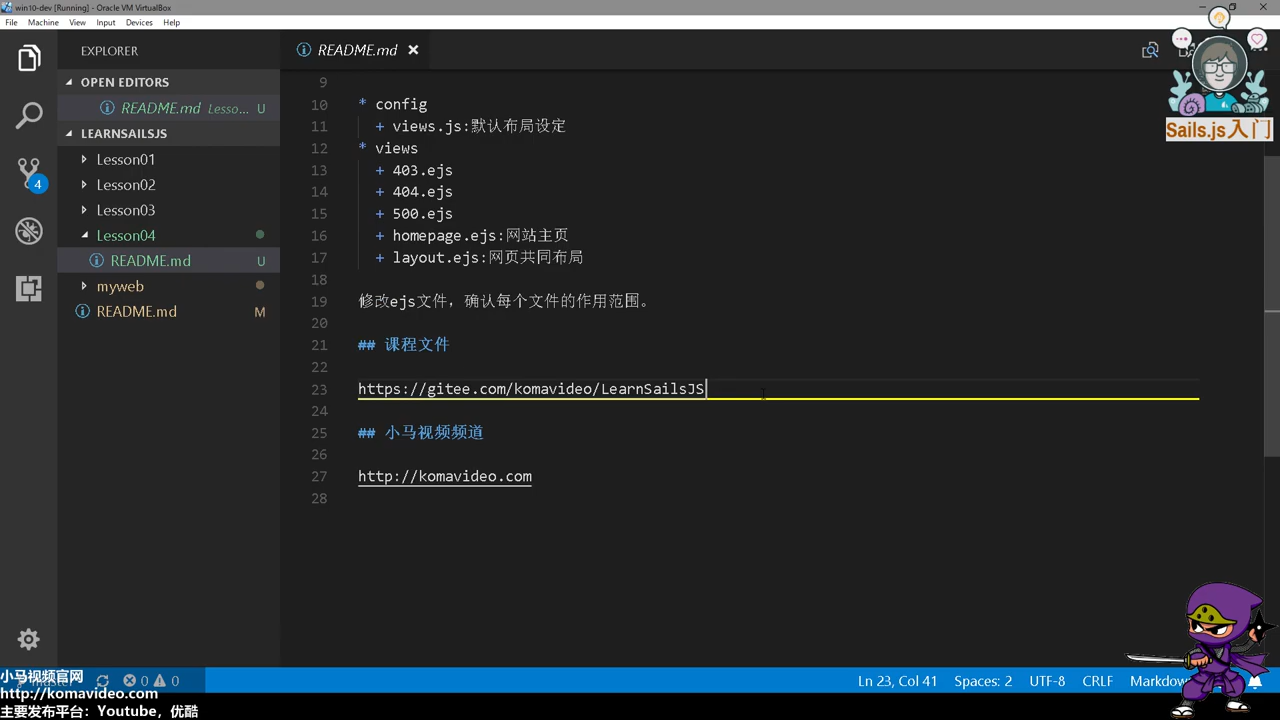 win10-dev [Running] - Oracle VM VirtualBox
File Machine View Input Devices Help
EXPLORER
OPEN EDITORS
README.md Lesso... U
LEARNSAILSJS
Lesson01
Lesson02
Lesson03
Lesson04
README.md U
myweb
README.md M
README.md
9
10 * config
11 + views.js:默认布局设定
12 * views
13 + 403.ejs
14 + 404.ejs
15 + 500.ejs
16 + homepage.ejs:网站主页
17 + layout.ejs:网页共同布局
18
19 修改ejs文件，确认每个文件的作用范围。
20
21 ## 课程文件
22
23 https://gitee.com/komavideo/LearnSailsJS
24
25 ## 小马视频频道
26
27 http://komavideo.com
28
Sails.js入门
4
小马视频官网
http://komavideo.com
主要发布平台：Youtube，优酷
0 0
Ln 23, Col 41 Spaces: 2 UTF-8 CRLF Markdow